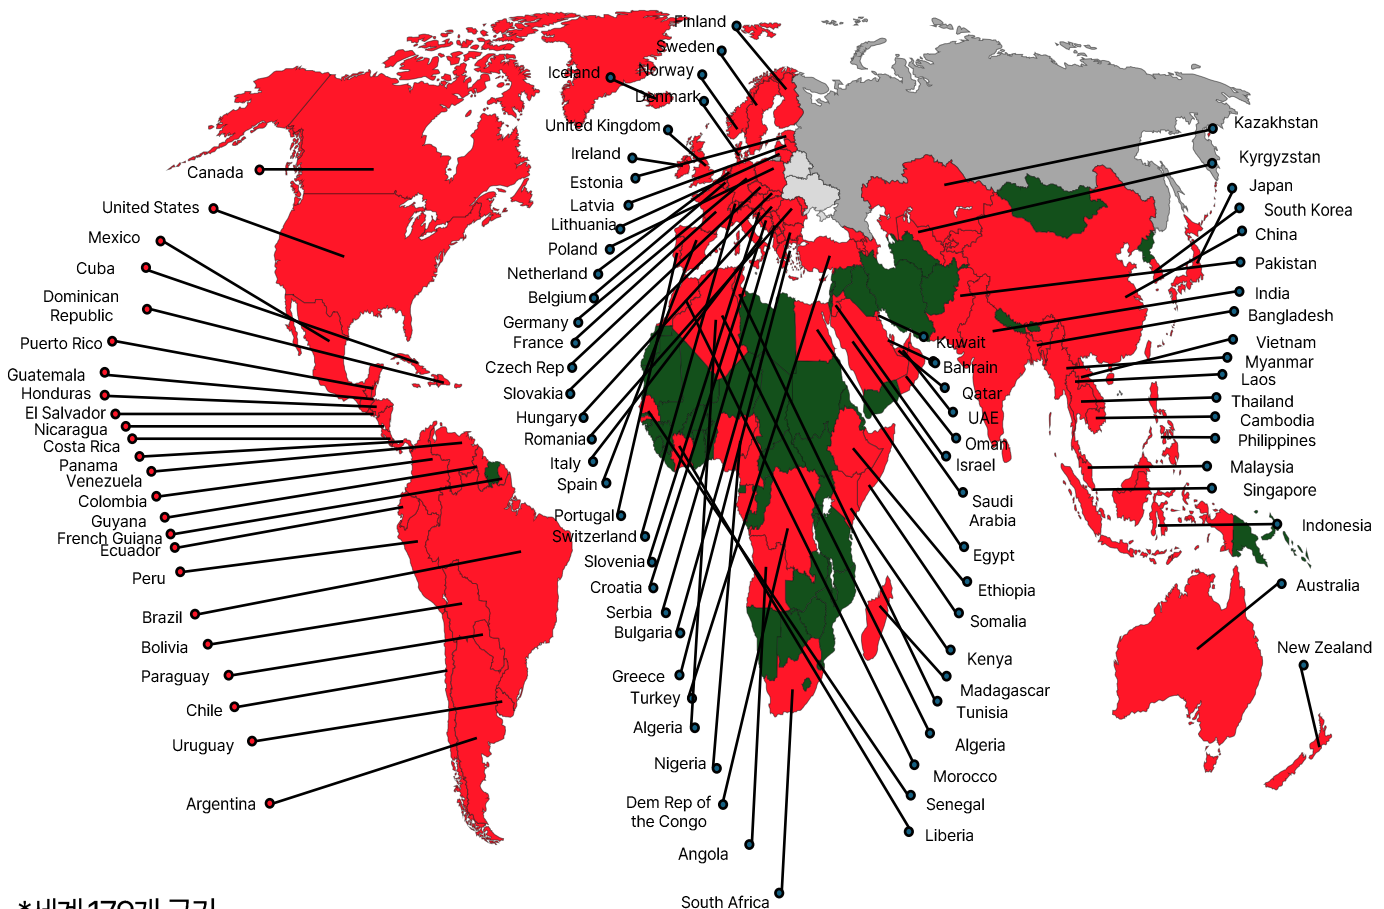 Finland
Sweden
Norway
Iceland
Denmark
United Kingdom
Ireland
Estonia
Latvia
Lithuania
Poland
Netherland
Belgium
Germany
France
Czech Rep
Slovakia
Hungary
Romania
Italy
Spain
Portugal
Switzerland
Slovenia
Croatia
Serbia
Bulgaria
Greece
Turkey
Algeria
Nigeria
Dem Rep of
the Congo
Angola
South Africa
Canada
United States
Mexico
Cuba
Dominican
Republic
Puerto Rico
Guatemala
Honduras
El Salvador
Nicaragua
Costa Rica
Panama
Venezuela
Colombia
Guyana
French Guiana
Ecuador
Peru
Brazil
Bolivia
Paraguay
Chile
Uruguay
Argentina
Kazakhstan
Kyrgyzstan
Japan
South Korea
China
Pakistan
India
Bangladesh
Vietnam
Myanmar
Laos
Thailand
Cambodia
Philippines
Malaysia
Singapore
Indonesia
Australia
New Zealand
Kuwait
Bahrain
Qatar
UAE
Oman
Israel
Saudi
Arabia
Egypt
Ethiopia
Somalia
Kenya
Madagascar
Tunisia
Algeria
Morocco
Senegal
Liberia